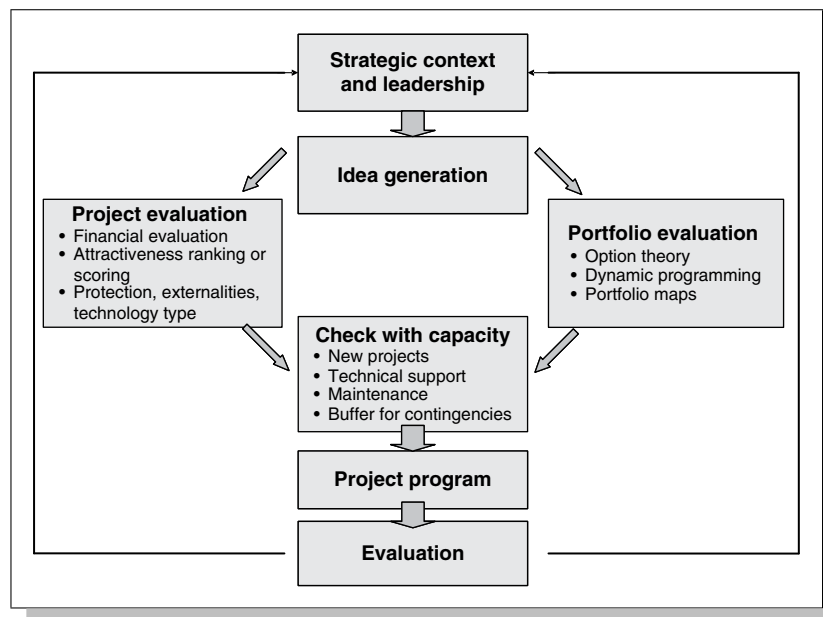 Strategic context
and leadership
Idea generation
Project evaluation
• Financial evaluation
• Attractiveness ranking or
scoring
• Protection, externalities,
technology type
Portfolio evaluation
• Option theory
• Dynamic programming
• Portfolio maps
Check with capacity
• New projects
• Technical support
• Maintenance
• Buffer for contingencies
Project program
Evaluation